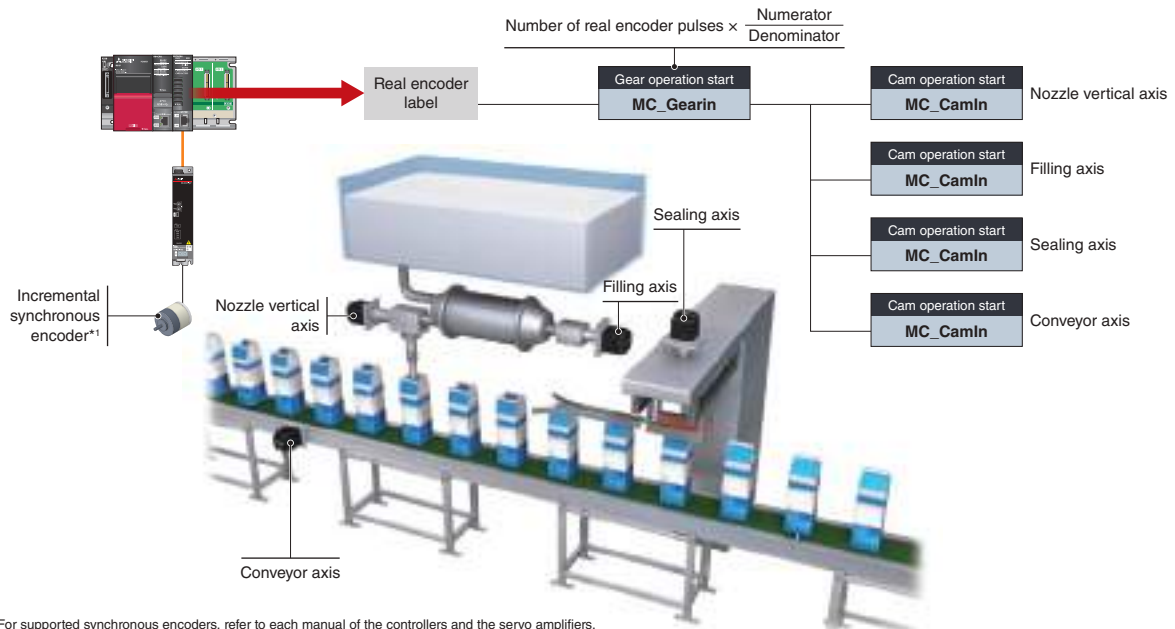 Number of real encoder pulses ×
Numerator
Denominator
Real encoder
label
Gear operation start
MC_Gearin
Cam operation start
MC_CamIn
Nozzle vertical axis
Cam operation start
MC_CamIn
Filling axis
Cam operation start
MC_CamIn
Sealing axis
Cam operation start
MC_CamIn
Conveyor axis
Sealing axis
Filling axis
Nozzle vertical
axis
Incremental
synchronous
encoder*1
Conveyor axis
For supported synchronous encoders, refer to each manual of the controllers and the servo amplifiers.